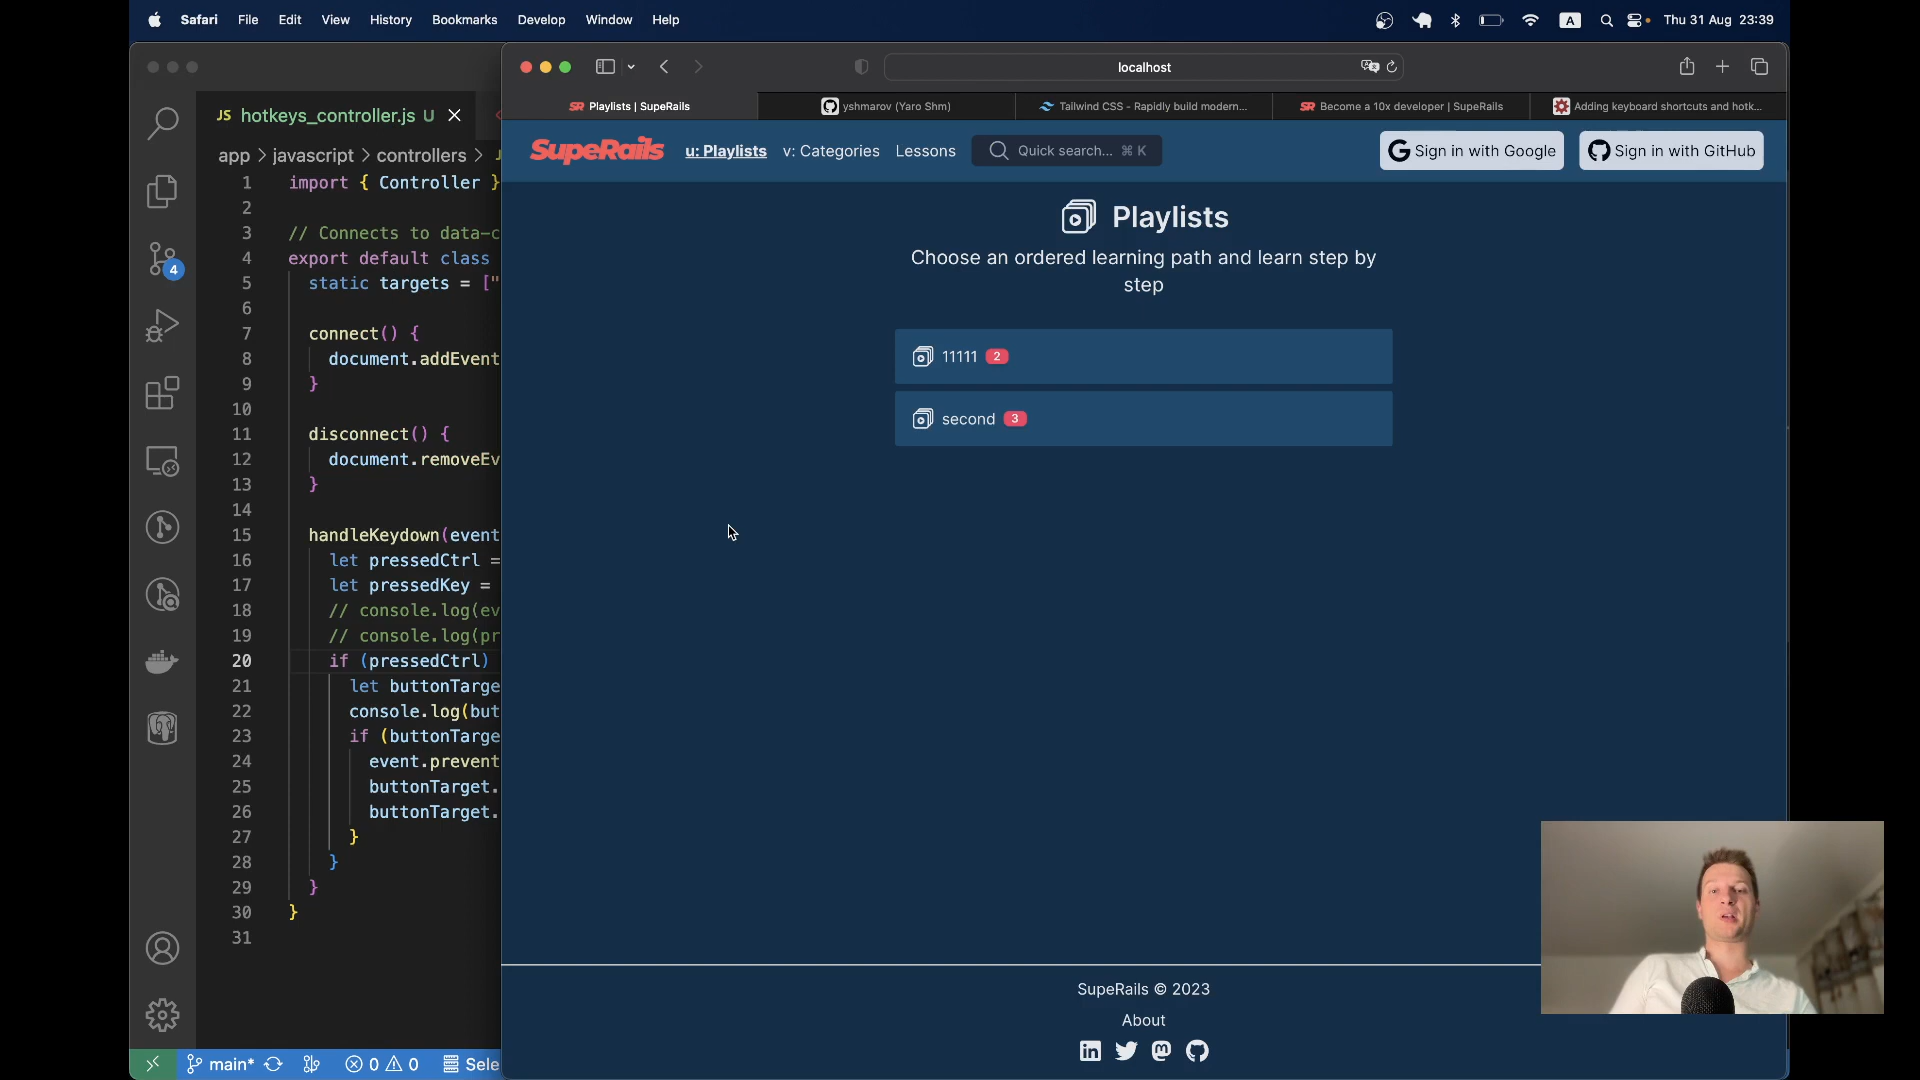 Safari File Edit View History Bookmarks Develop Window Help
A Thu 31 Aug 23:39
JS hotkeys_controller.js U
app > javascript > controllers >
4
1 import { Controller }
2
3 // Connects to data-c
4 export default class
5 static targets = ["
6
7 connect() {
8 document.addEvent
9 }
10
11 disconnect() {
12 document.removeEv
13 }
14
15 handleKeydown(event
16 let pressedCtrl =
17 let pressedKey =
18 // console.log(ev
19 // console.log(pr
20 if (pressedCtrl)
21 let buttonTarge
22 console.log(but
23 if (buttonTarge
24 event.prevent
25 buttonTarget.
26 buttonTarget.
27 }
28 }
29 }
30 }
31
main* 0 0 Sele
localhost
SR Playlists | SupeRails
yshmarov (Yaro Shm)
Tailwind CSS - Rapidly build modern...
SR Become a 10x developer | SupeRails
Adding keyboard shortcuts and hotk...
SupeRails u: Playlists v: Categories Lessons Quick search... ⌘ K Sign in with Google Sign in with GitHub
Playlists
Choose an ordered learning path and learn step by
step
11111 2
second 3
SupeRails © 2023
About